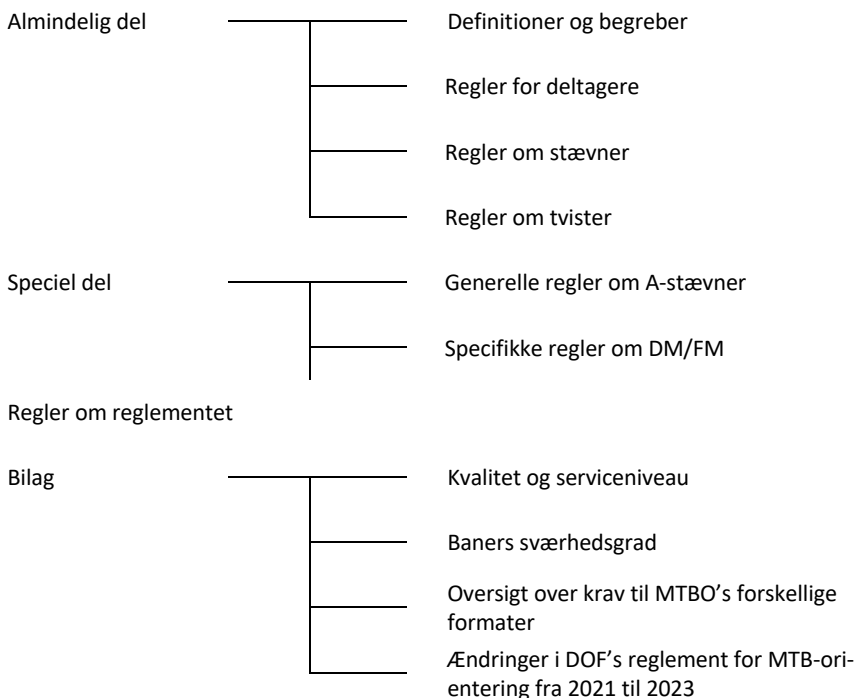 Almindelig del
Definitioner og begreber
Regler for deltagere
Regler om stævner
Regler om tvister
Speciel del
Generelle regler om A-stævner
Specifikke regler om DM/FM
Regler om reglementet
Bilag
Kvalitet og serviceniveau
Baners sværhedsgrad
Oversigt over krav til MTBO’s forskellige
formater
Ændringer i DOF’s reglement for MTB-ori-
entering fra 2021 til 2023